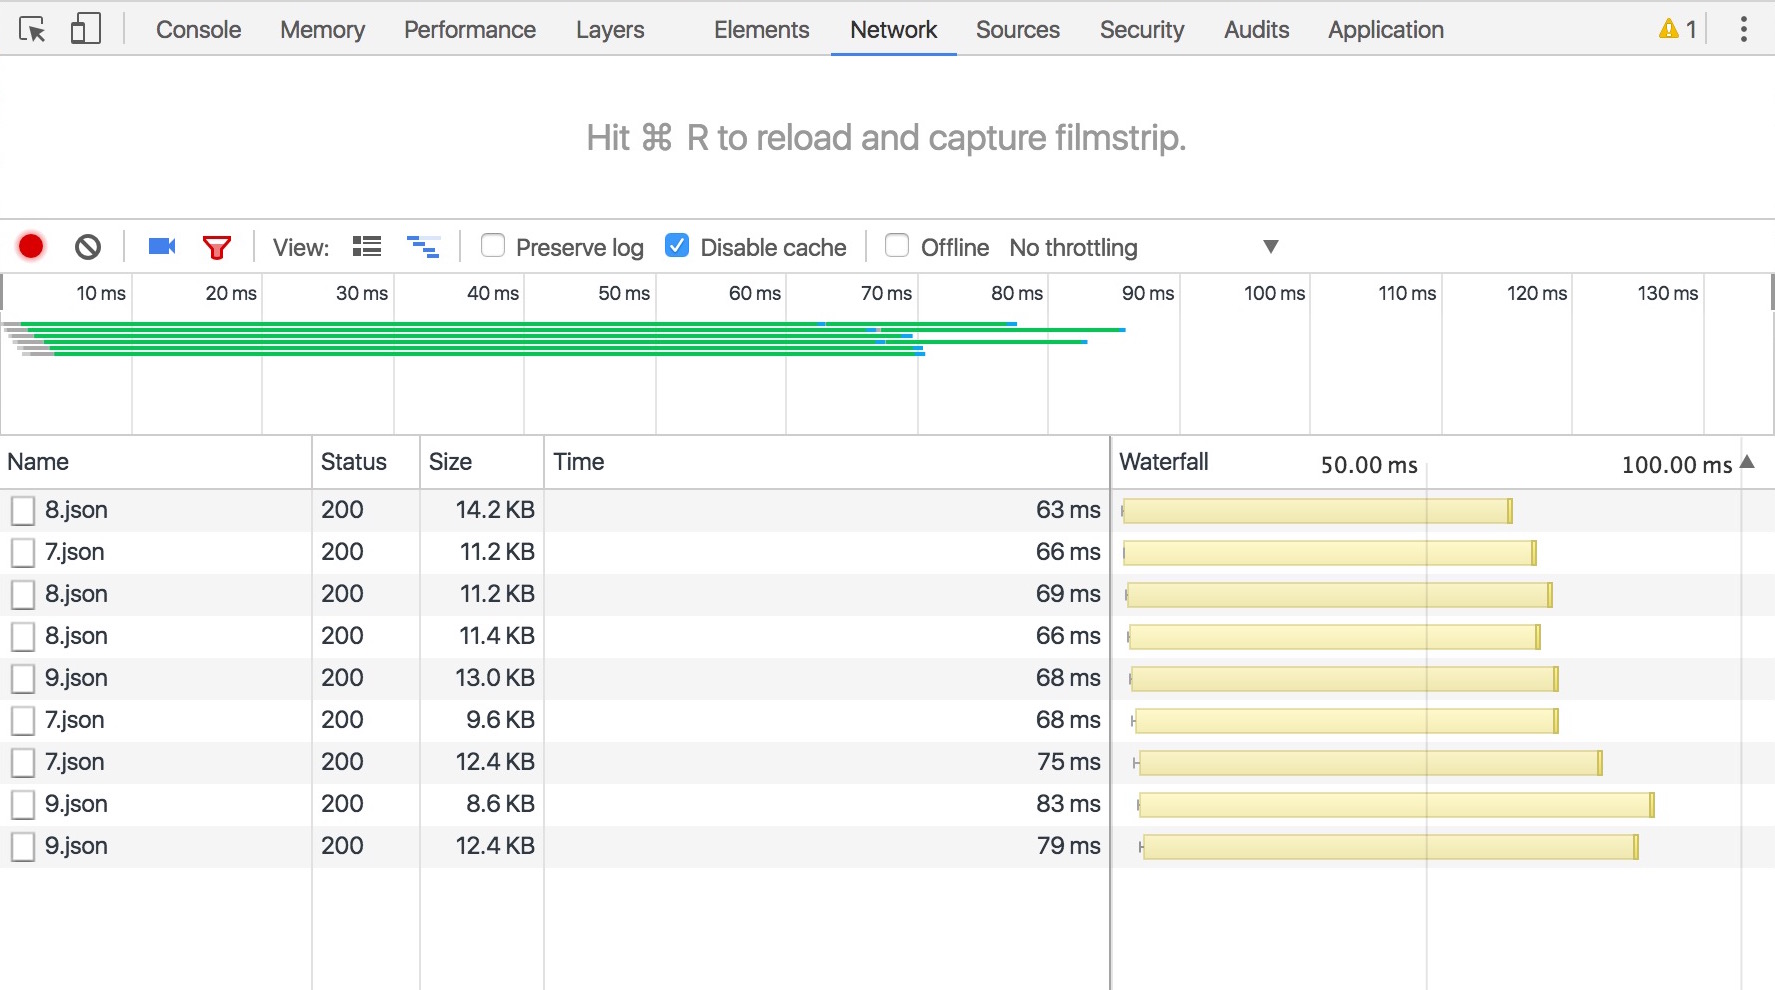 Console Memory Performance Layers Elements Network Sources Security Audits Application 1
Hit ⌘ R to reload and capture filmstrip.
View: Preserve log Disable cache Offline No throttling
10 ms 20 ms 30 ms 40 ms 50 ms 60 ms 70 ms 80 ms 90 ms 100 ms 110 ms 120 ms 130 ms
Name Status Size Time Waterfall 50.00 ms 100.00 ms
8.json 200 14.2 KB 63 ms
7.json 200 11.2 KB 66 ms
8.json 200 11.2 KB 69 ms
8.json 200 11.4 KB 66 ms
9.json 200 13.0 KB 68 ms
7.json 200 9.6 KB 68 ms
7.json 200 12.4 KB 75 ms
9.json 200 8.6 KB 83 ms
9.json 200 12.4 KB 79 ms